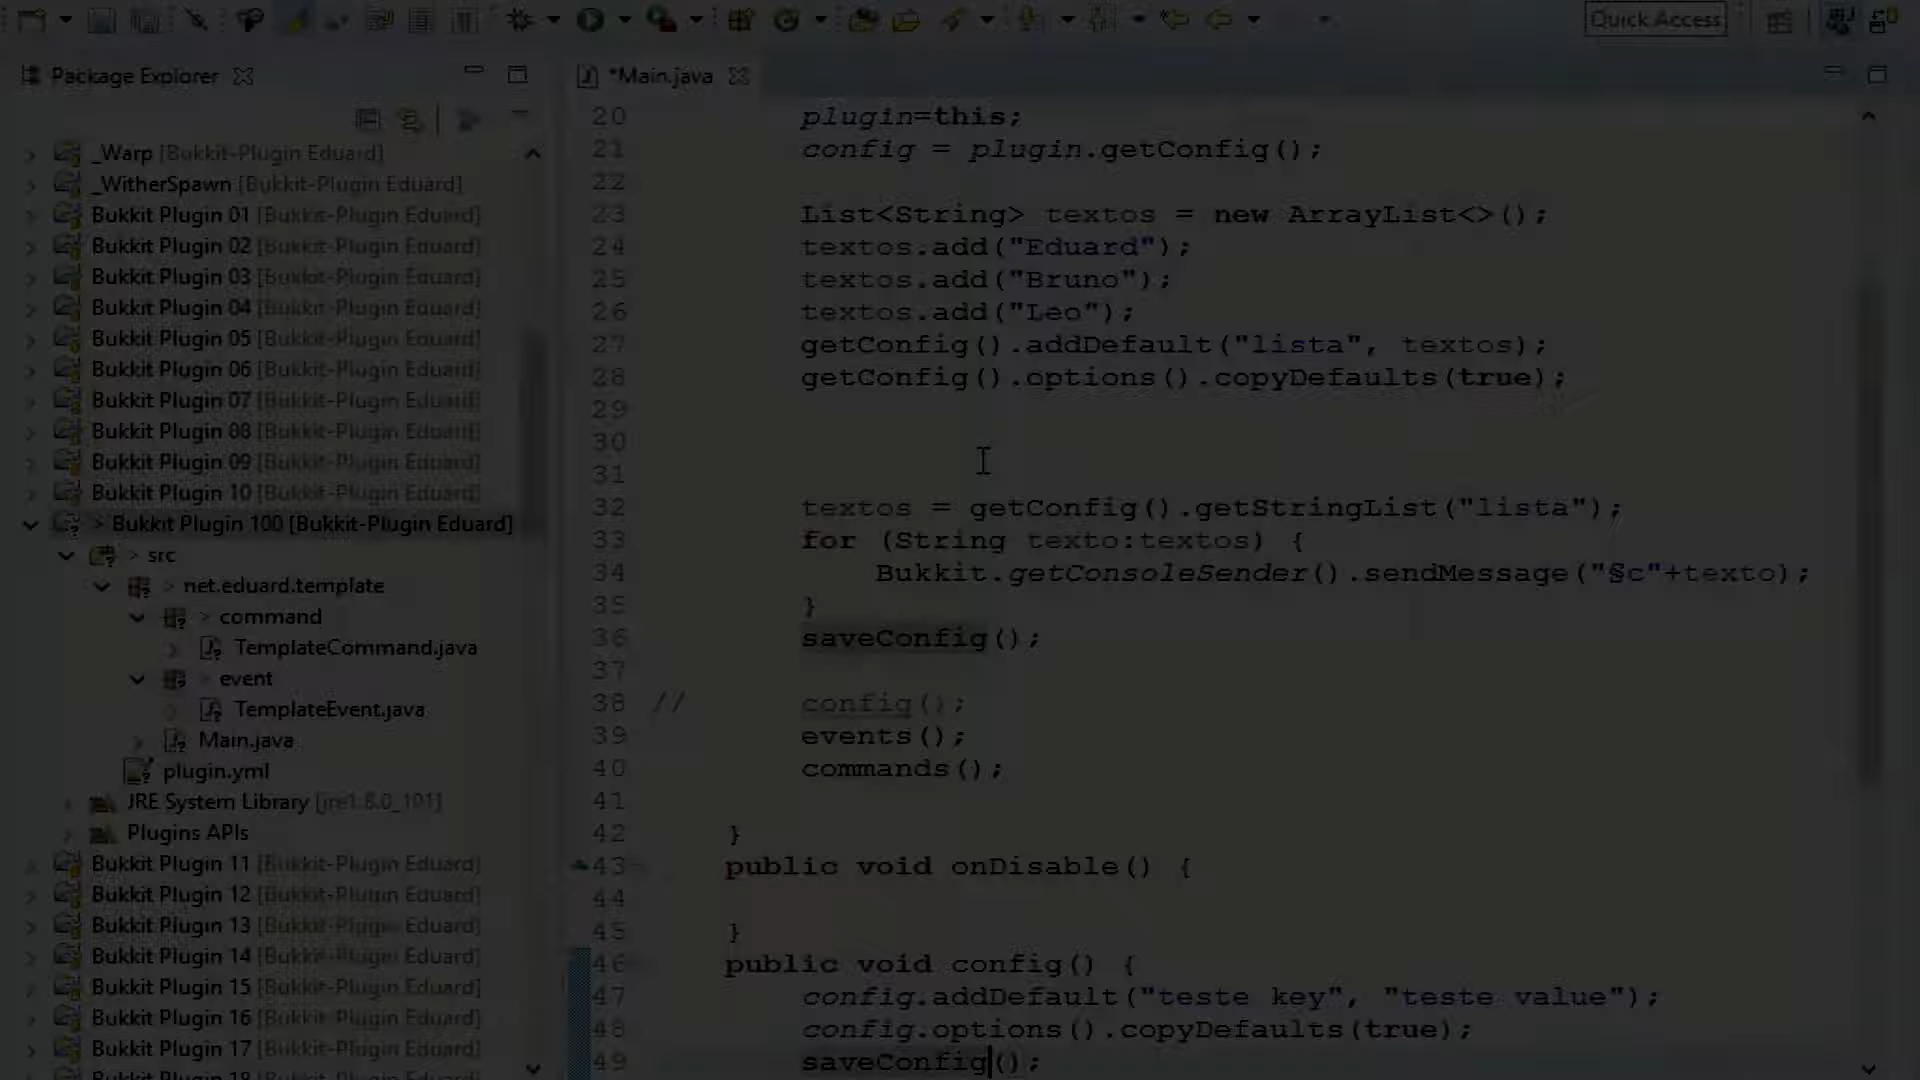 Quick Access
Package Explorer
*Main.java
_Warp [Bukkit-Plugin Eduard]
_WitherSpawn [Bukkit-Plugin Eduard]
Bukkit Plugin 01 [Bukkit-Plugin Eduard]
Bukkit Plugin 02 [Bukkit-Plugin Eduard]
Bukkit Plugin 03 [Bukkit-Plugin Eduard]
Bukkit Plugin 04 [Bukkit-Plugin Eduard]
Bukkit Plugin 05 [Bukkit-Plugin Eduard]
Bukkit Plugin 06 [Bukkit-Plugin Eduard]
Bukkit Plugin 07 [Bukkit-Plugin Eduard]
Bukkit Plugin 08 [Bukkit-Plugin Eduard]
Bukkit Plugin 09 [Bukkit-Plugin Eduard]
Bukkit Plugin 10 [Bukkit-Plugin Eduard]
> Bukkit Plugin 100 [Bukkit-Plugin Eduard]
> src
> net.eduard.template
> command
TemplateCommand.java
> event
TemplateEvent.java
Main.java
plugin.yml
JRE System Library [jre1.8.0_101]
Plugins APIs
Bukkit Plugin 11 [Bukkit-Plugin Eduard]
Bukkit Plugin 12 [Bukkit-Plugin Eduard]
Bukkit Plugin 13 [Bukkit-Plugin Eduard]
Bukkit Plugin 14 [Bukkit-Plugin Eduard]
Bukkit Plugin 15 [Bukkit-Plugin Eduard]
Bukkit Plugin 16 [Bukkit-Plugin Eduard]
Bukkit Plugin 17 [Bukkit-Plugin Eduard]
Bukkit Plugin 18 [Bukkit-Plugin Eduard]
20 plugin=this;
21 config = plugin.getConfig();
22
23 List<String> textos = new ArrayList<>();
24 textos.add("Eduard");
25 textos.add("Bruno");
26 textos.add("Leo");
27 getConfig().addDefault("lista", textos);
28 getConfig().options().copyDefaults(true);
29
30
31
32 textos = getConfig().getStringList("lista");
33 for (String texto:textos) {
34 Bukkit.getConsoleSender().sendMessage("§c"+texto);
35 }
36 saveConfig();
37
38 // config();
39 events();
40 commands();
41
42 }
43 public void onDisable() {
44
45 }
46 public void config() {
47 config.addDefault("teste key", "teste value");
48 config.options().copyDefaults(true);
49 saveConfig();